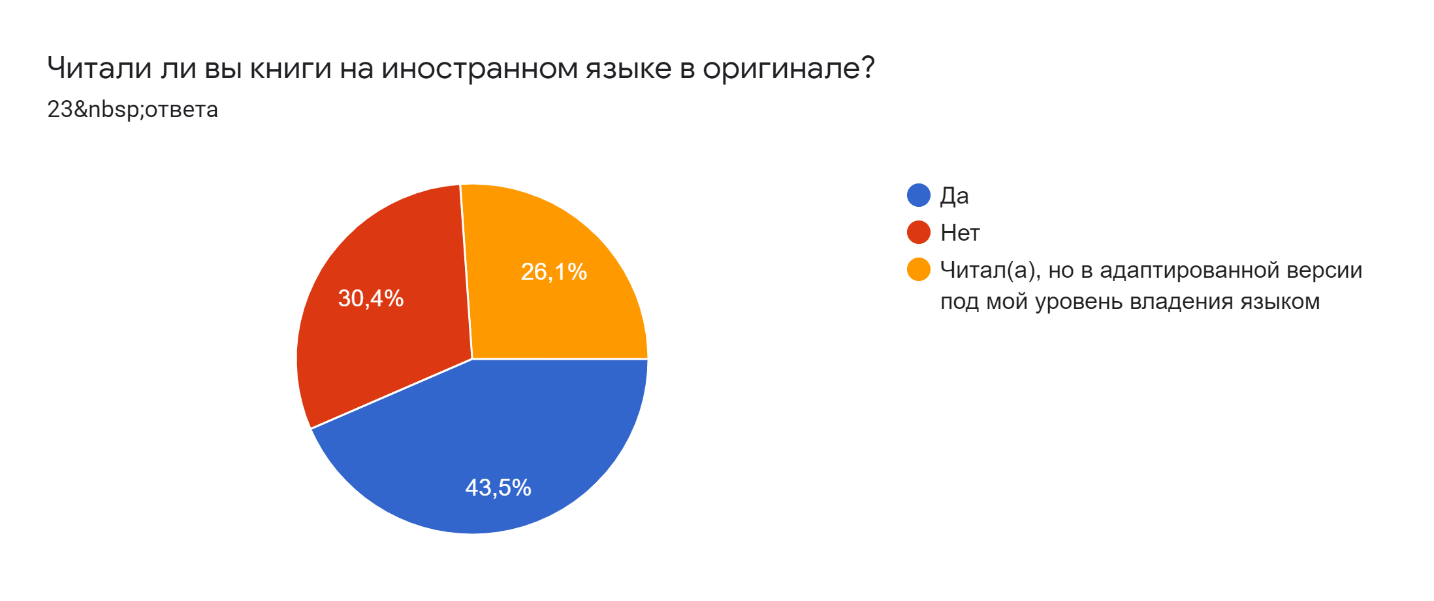 Читали ли вы книги на иностранном языке в оригинале?
23&nbsp;ответа
Да
Нет
Читал(а), но в адаптированной версии
под мой уровень владения языком
26,1%
30,4%
43,5%